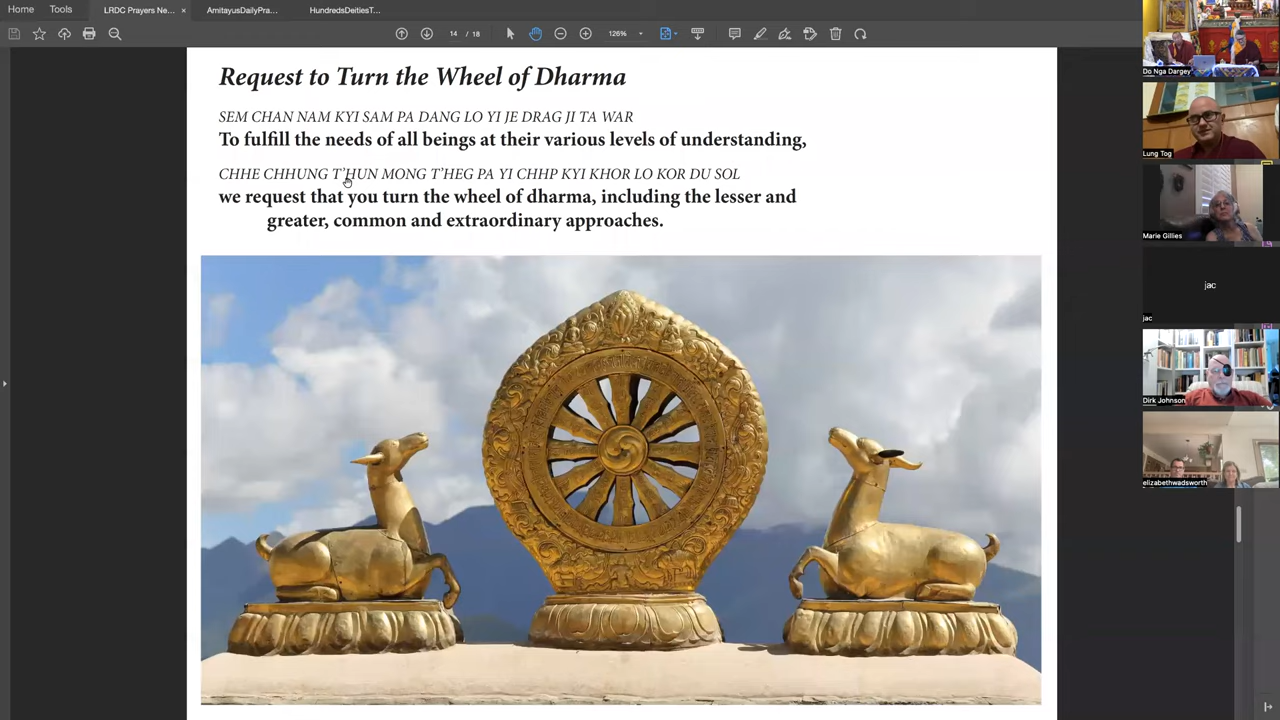 Home
Tools
LRDC Prayers Ne...
×
AmitayusDailyPra...
HundredsDeitiesT...
14 / 18
126%
Request to Turn the Wheel of Dharma
SEM CHAN NAM KYI SAM PA DANG LO YI JE DRAG JI TA WAR
To fulfill the needs of all beings at their various levels of understanding,
CHHE CHHUNG T'HUN MONG T'HEG PA YI CHHP KYI KHOR LO KOR DU SOL
we request that you turn the wheel of dharma, including the lesser and
greater, common and extraordinary approaches.
Do Nga Dargey
Lung Tog
Marie Gillies
jac
jac
Dirk Johnson
elizabethwadsworth